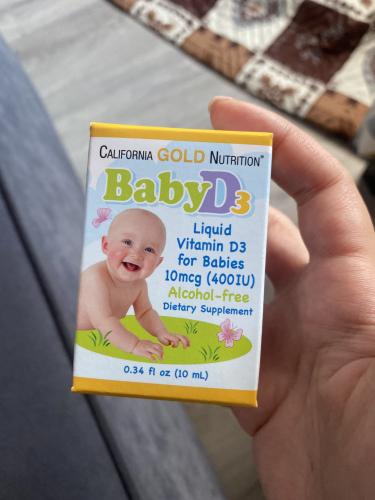 CALIFORNIA GOLD NUTRITION®
BabyD3
Liquid
Vitamin D3
for Babies
10mcg (400IU)
Alcohol-free
Dietary Supplement
0.34 fl oz (10 mL)